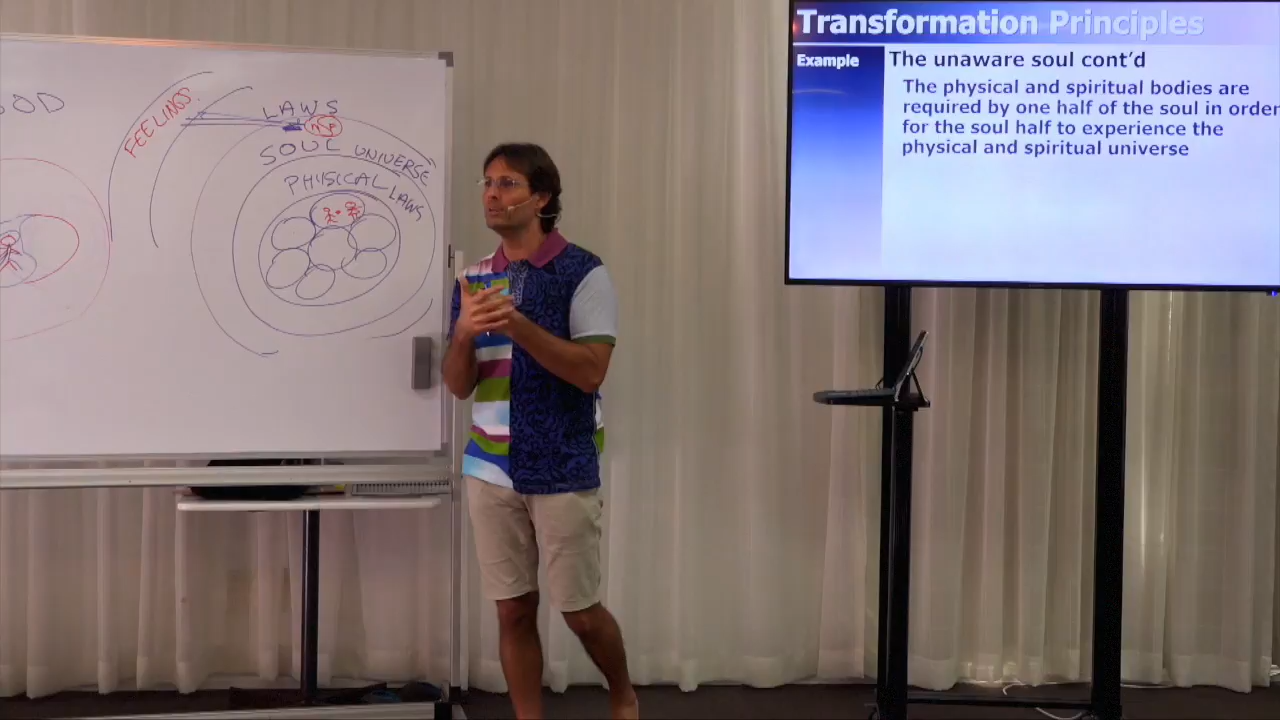 Transformation Principles
Example
The unaware soul cont'd
The physical and spiritual bodies are
required by one half of the soul in order
for the soul half to experience the
physical and spiritual universe
FEELINGS
LAWS
SOUL UNIVERSE
PHYSICAL LAWS